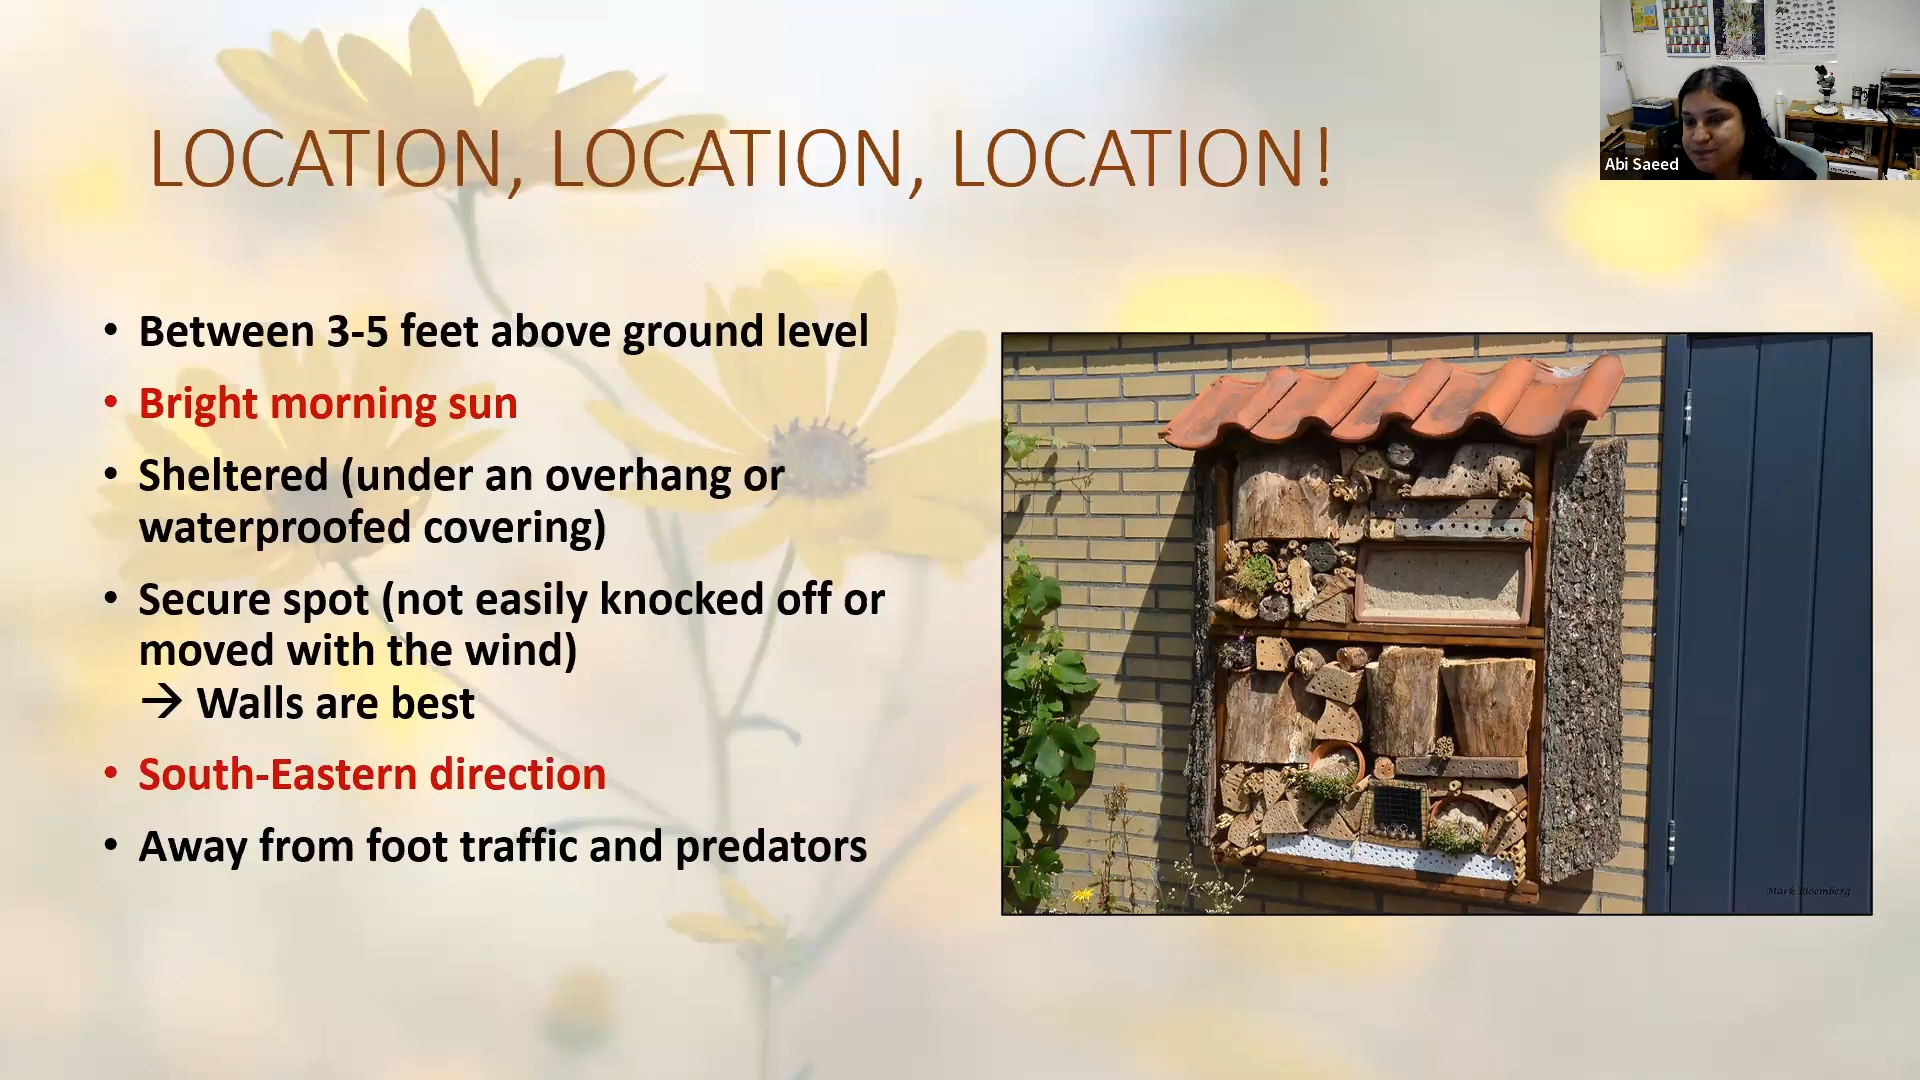 LOCATION, LOCATION, LOCATION!
Abi Saeed
• Between 3-5 feet above ground level
• Bright morning sun
• Sheltered (under an overhang or
waterproofed covering)
• Secure spot (not easily knocked off or
moved with the wind)
→ Walls are best
• South-Eastern direction
• Away from foot traffic and predators
Mark Bloemberg